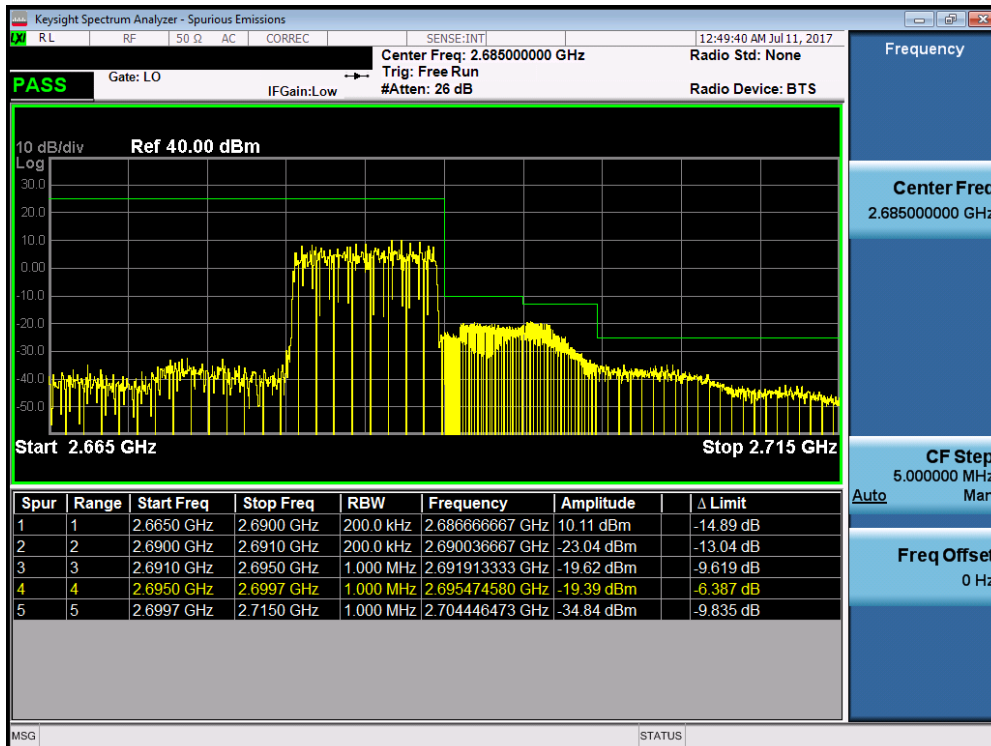 Keysight Spectrum Analyzer - Spurious Emissions
LXI RL RF 50 Ω AC CORREC SENSE:INT 12:49:40 AM Jul 11, 2017
Center Freq: 2.685000000 GHz Radio Std: None
PASS Gate: LO Trig: Free Run
IFGain:Low #Atten: 26 dB Radio Device: BTS
10 dB/div Ref 40.00 dBm
Log
30.0
20.0
10.0
0.00
-10.0
-20.0
-30.0
-40.0
-50.0
Start 2.665 GHz Stop 2.715 GHz
Spur Range Start Freq Stop Freq RBW Frequency Amplitude Δ Limit
1 1 2.6650 GHz 2.6900 GHz 200.0 kHz 2.686666667 GHz 10.11 dBm -14.89 dB
2 2 2.6900 GHz 2.6910 GHz 200.0 kHz 2.690036667 GHz -23.04 dBm -13.04 dB
3 3 2.6910 GHz 2.6950 GHz 1.000 MHz 2.691913333 GHz -19.62 dBm -9.619 dB
4 4 2.6950 GHz 2.6997 GHz 1.000 MHz 2.695474580 GHz -19.39 dBm -6.387 dB
5 5 2.6997 GHz 2.7150 GHz 1.000 MHz 2.704446473 GHz -34.84 dBm -9.835 dB
Frequency
Center Freq
2.685000000 GHz
CF Step
5.000000 MHz
Auto Man
Freq Offset
0 Hz
MSG STATUS